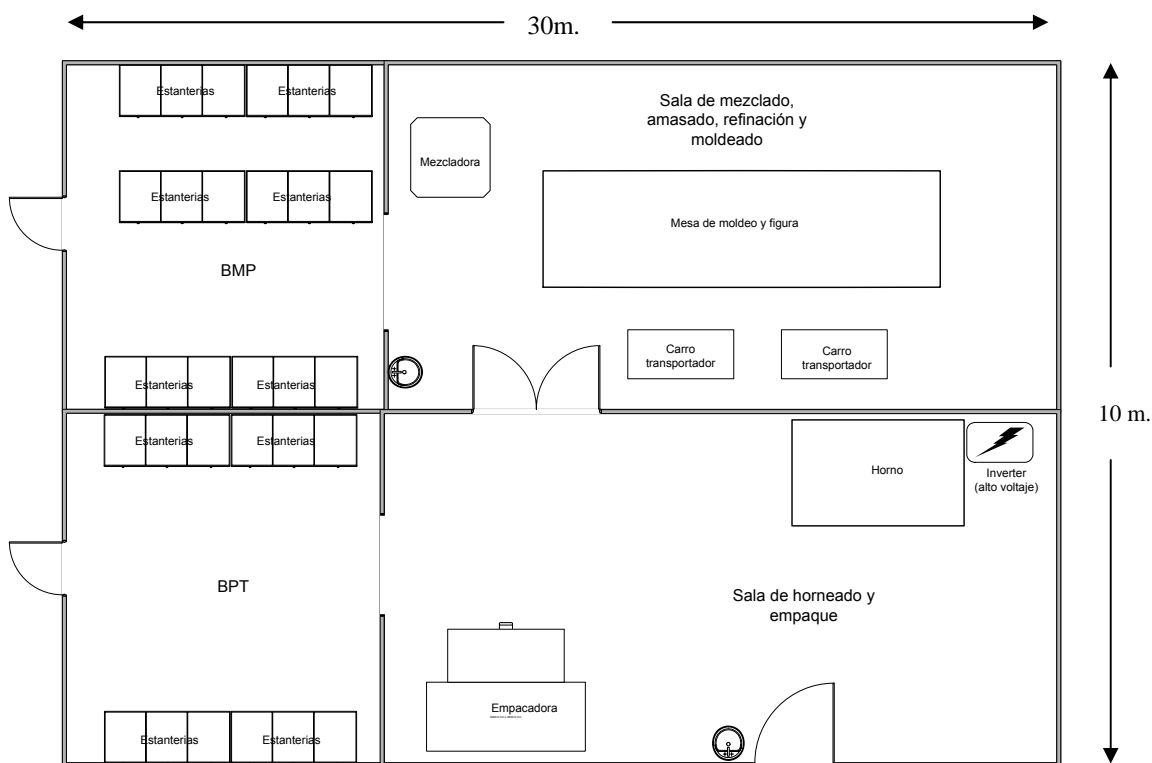 30m.
Estanterias
Estanterias
Sala de mezclado,
amasado, refinación y
moldeado
Mezcladora
Estanterias
Estanterias
Mesa de moldeo y figura
BMP
Carro
transportador
Carro
transportador
Estanterias
Estanterias
10 m.
Estanterias
Estanterias
Horno
Inverter
(alto voltaje)
BPT
Sala de horneado y
empaque
Empacadora
Estanterias
Estanterias